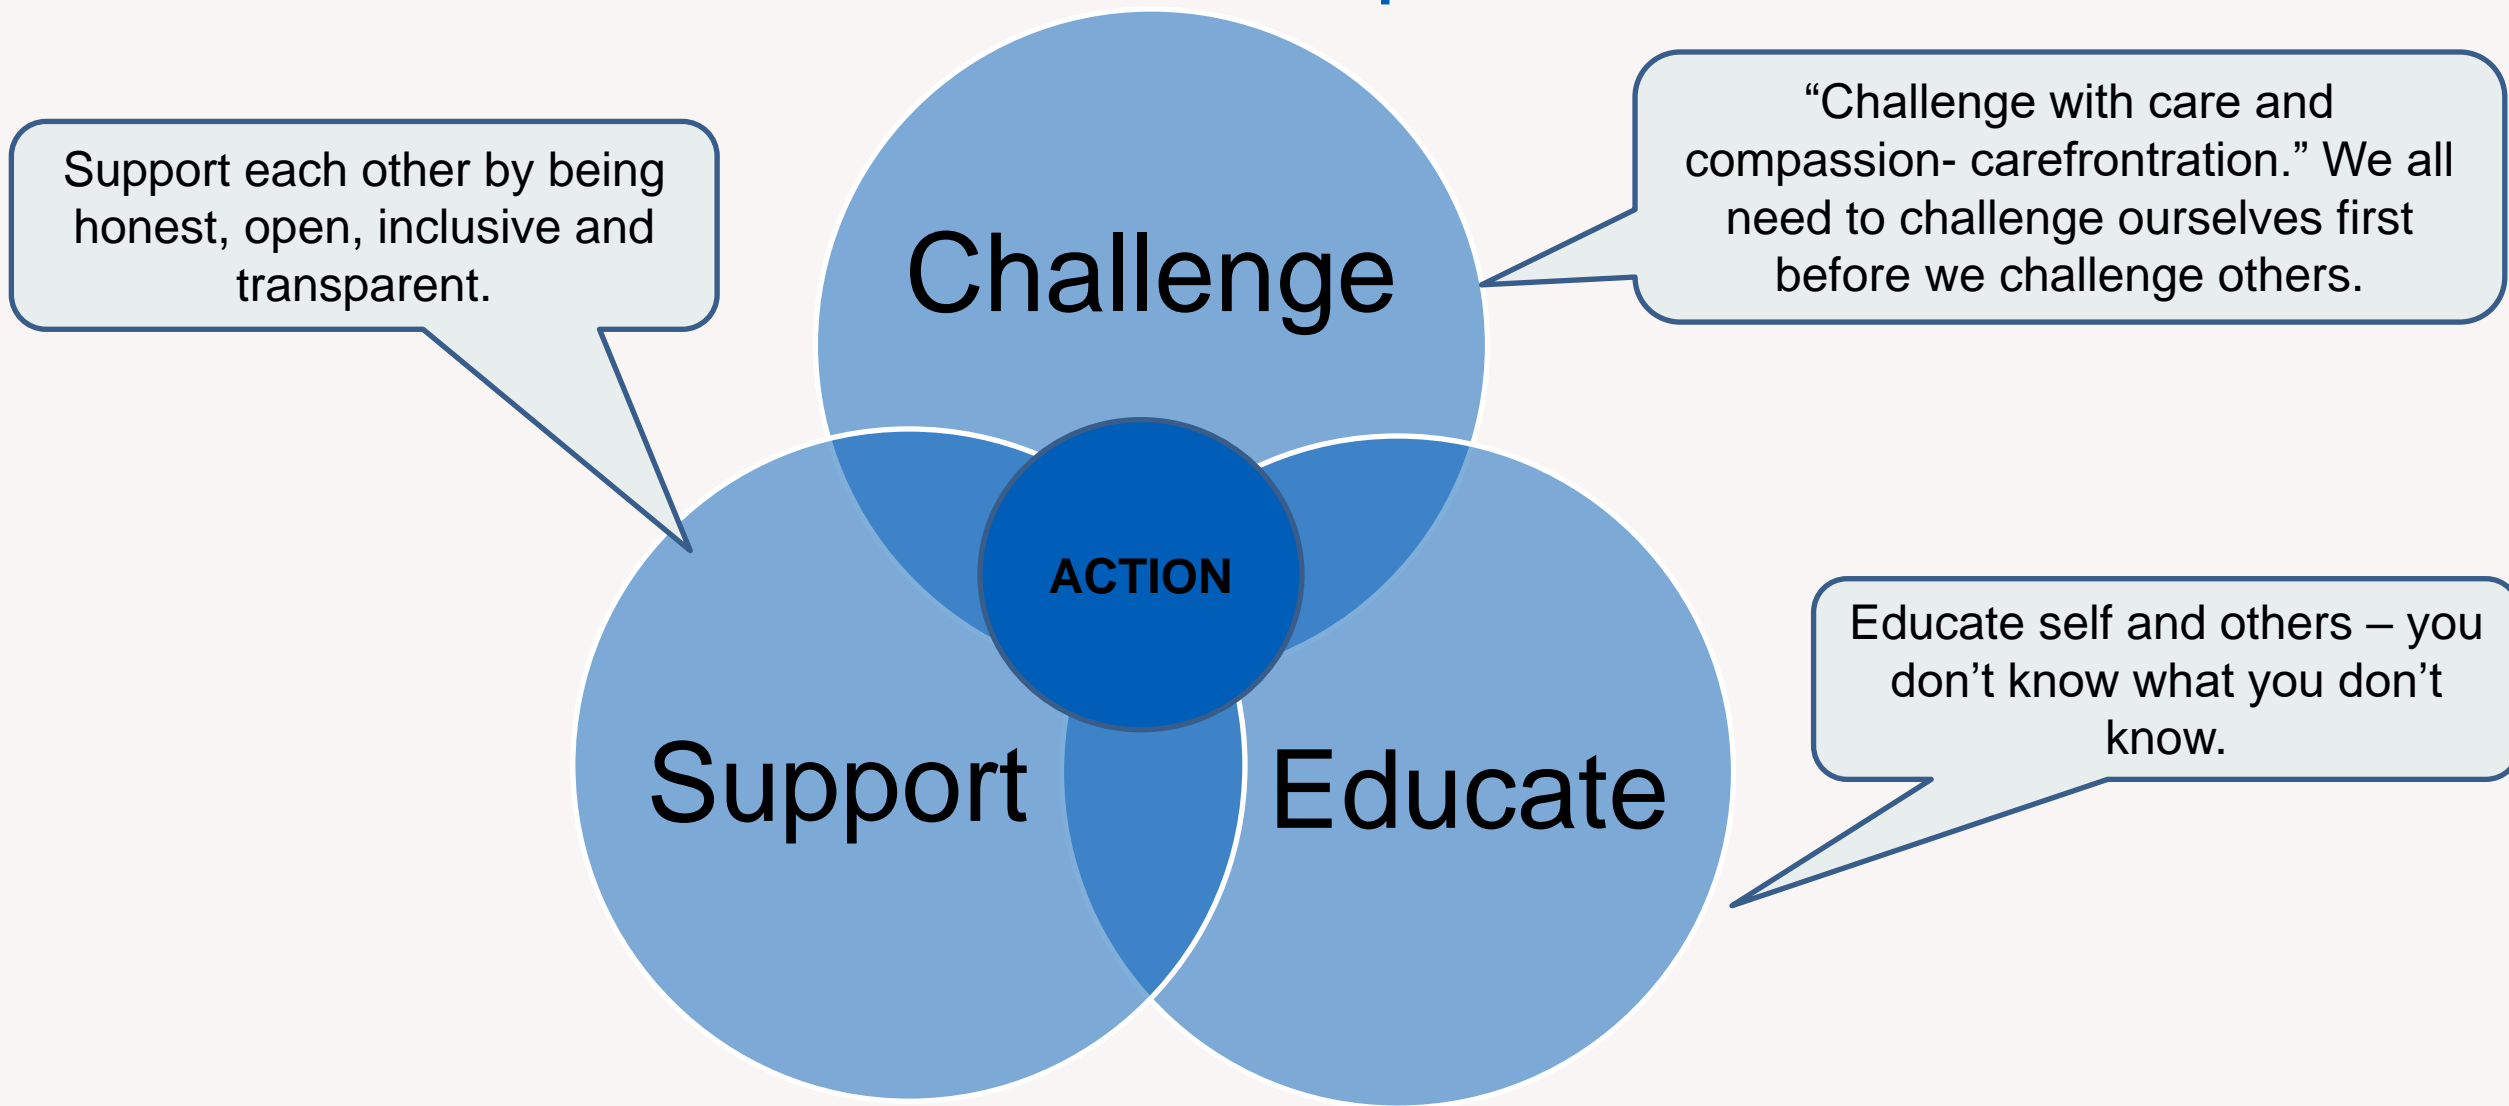 Support each other by being
honest, open, inclusive and
transparent.
“Challenge with care and
compassion- carefrontration.” We all
need to challenge ourselves first
before we challenge others.
Challenge
ACTION
Support
Educate
Educate self and others – you
don’t know what you don’t
know.